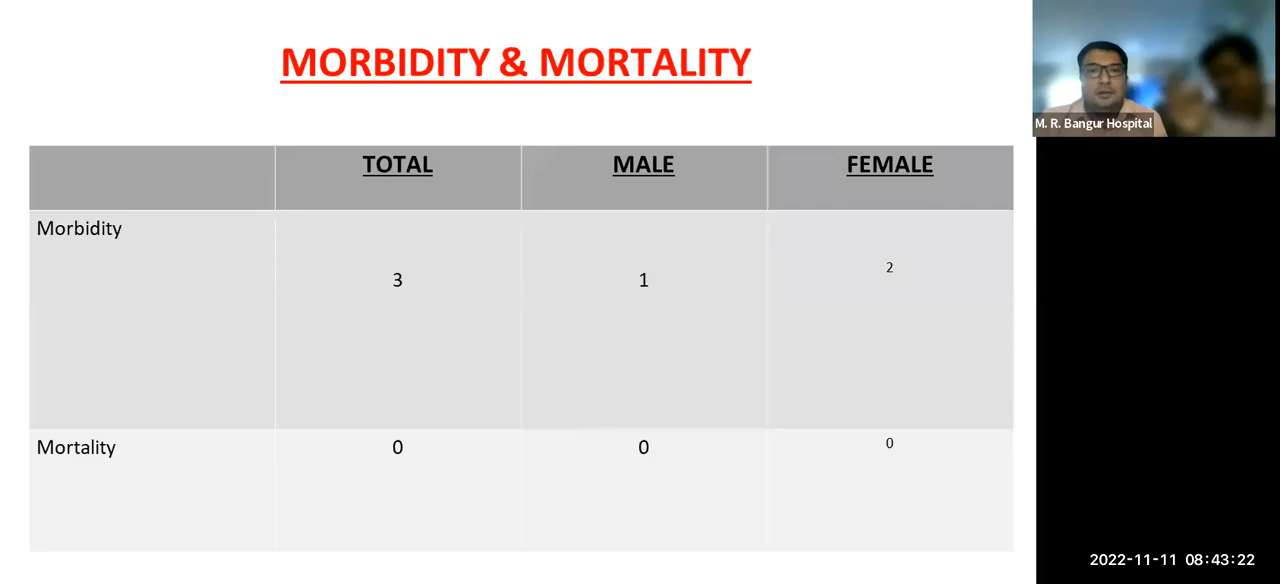 MORBIDITY & MORTALITY
M. R. Bangur Hospital
TOTAL MALE FEMALE
Morbidity
3 1 2
Mortality 0 0 0
2022-11-11 08:43:22